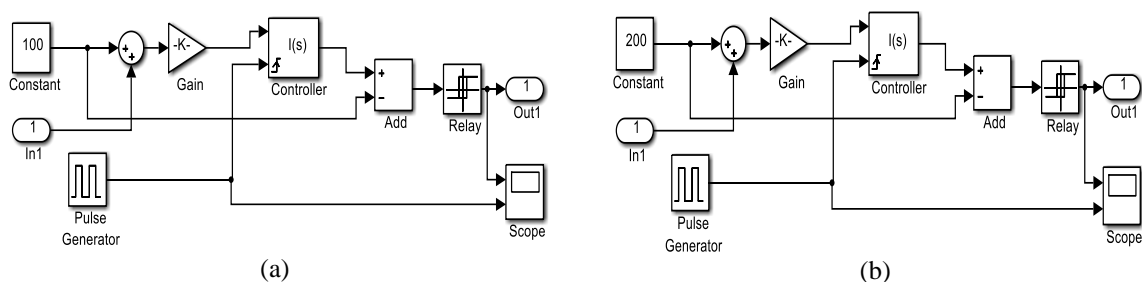 100
Constant
+
+
-K-
Gain
I(s)
Controller
+
−
Add
Relay
1
Out1
1
In1
Pulse
Generator
Scope
(a)
200
Constant
+
+
-K-
Gain
I(s)
Controller
+
−
Add
Relay
1
Out1
1
In1
Pulse
Generator
Scope
(b)